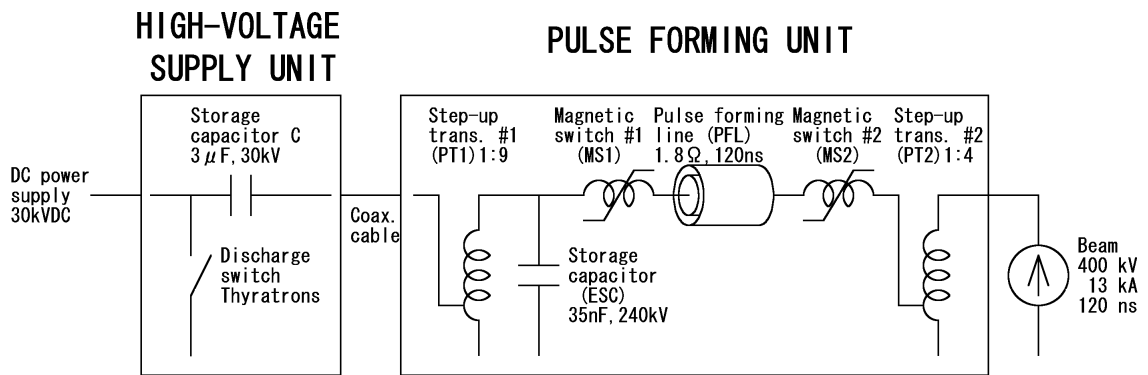 HIGH-VOLTAGE
SUPPLY UNIT
PULSE FORMING UNIT
Storage
capacitor C
3μF,30kV
Step-up
trans. #1
(PT1)1:9
Magnetic
switch #1
(MS1)
Pulse forming
line (PFL)
1.8Ω,120ns
Magnetic
switch #2
(MS2)
Step-up
trans. #2
(PT2)1:4
DC power
supply
30kVDC
Coax.
cable
Discharge
switch
Thyratrons
Storage
capacitor
(ESC)
35nF,240kV
Beam
400 kV
13 kA
120 ns